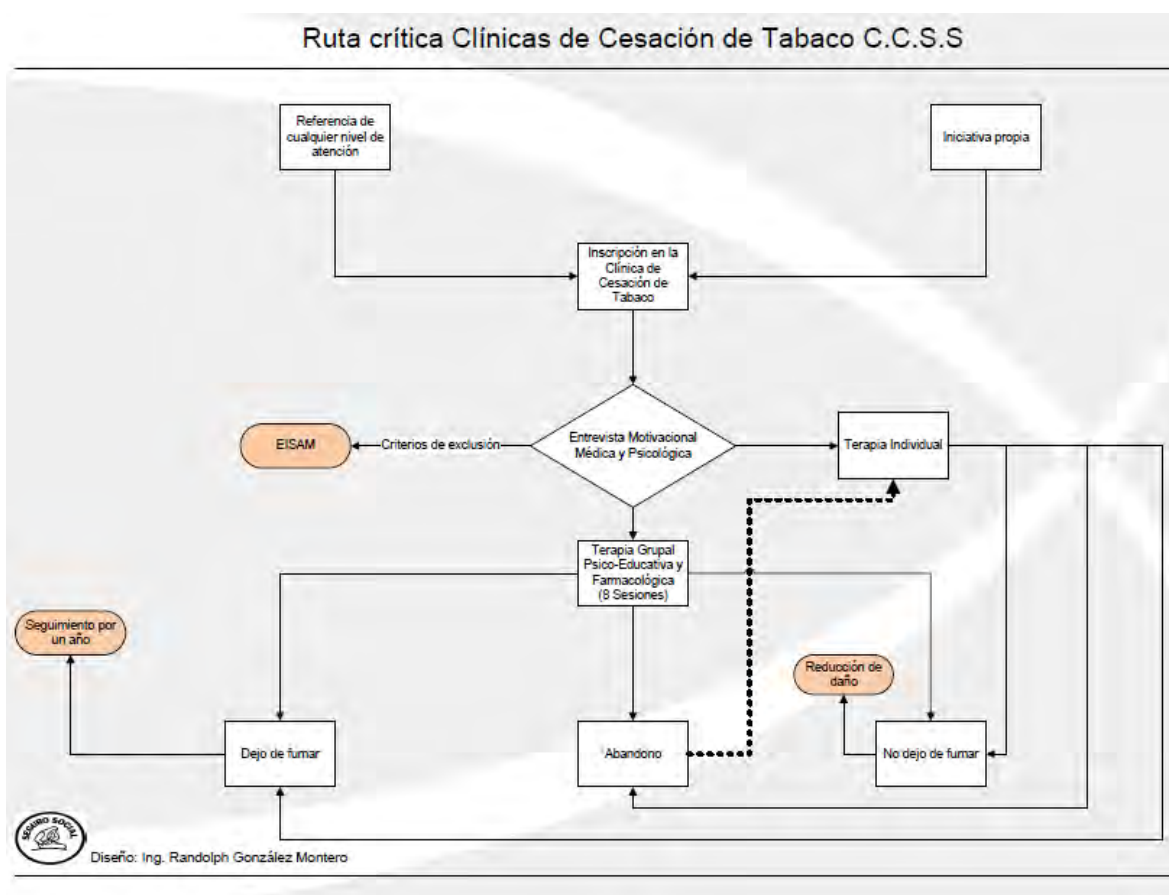 Ruta crítica Clínicas de Cesación de Tabaco C.C.S.S
Referencia de
cualquier nivel de
atención
Iniciativa propia
Inscripción en la
Clínica de
Cesación de
Tabaco
EISAM
Criterios de exclusión
Entrevista Motivacional
Médica y Psicológica
Terapia Individual
Terapia Grupal
Psico-Educativa y
Farmacológica
(8 Sesiones)
Seguimiento por
un año
Reducción de
daño
Dejo de fumar
Abandono
No dejo de fumar
SEGURO SOCIAL
Diseño: Ing. Randolph González Montero